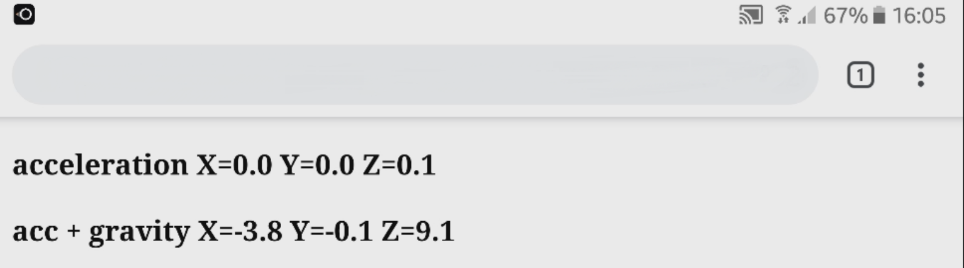 67% 16:05
1
acceleration X=0.0 Y=0.0 Z=0.1
acc + gravity X=-3.8 Y=-0.1 Z=9.1